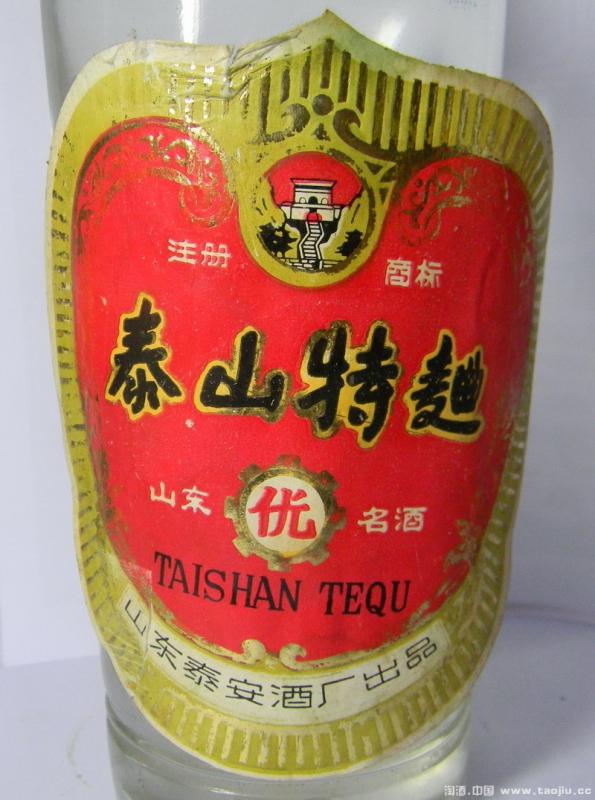 注册 商标
泰山特麯
山东 优 名酒
TAISHAN TEQU
山东泰安酒厂出品
淘酒.中国 www.taojiu.cc